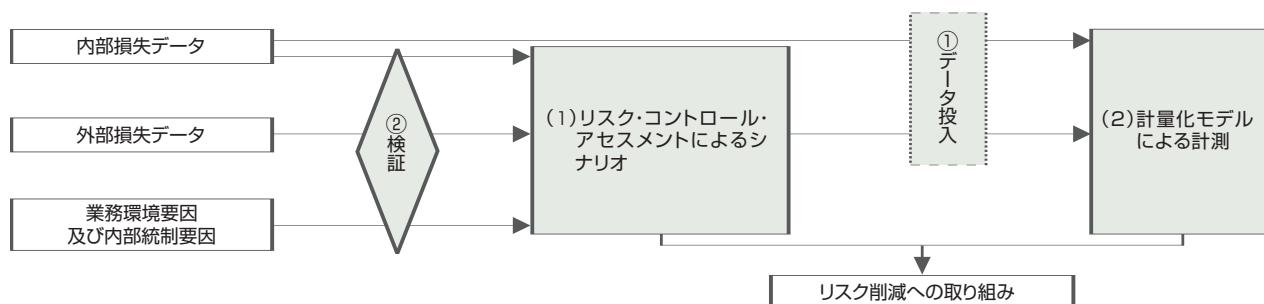 内部損失データ
外部損失データ
業務環境要因
及び内部統制要因
②検証
(1)リスク・コントロール・
アセスメントによるシ
ナリオ
①データ投入
(2)計量化モデル
による計測
リスク削減への取り組み